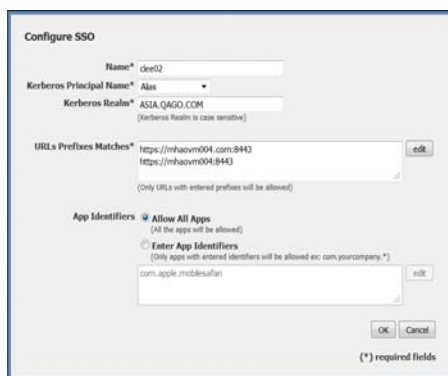 Configure SSO
Name* dee02
Kerberos Principal Name* Alias
Kerberos Realm* ASIA.QAGO.COM
(Kerberos Realm is case sensitive)
URLs Prefixes Matches* https://mhaovm004.com:8443 edit
https://mhaovm004:8443
(Only URLs with entered prefixes will be allowed)
App Identifiers Allow All Apps
(All the apps will be allowed)
Enter App Identifiers
(Only apps with entered identifiers will be allowed ex: com.yourcompany.*)
com.apple.mobilesafari edit
OK Cancel
(*) required fields